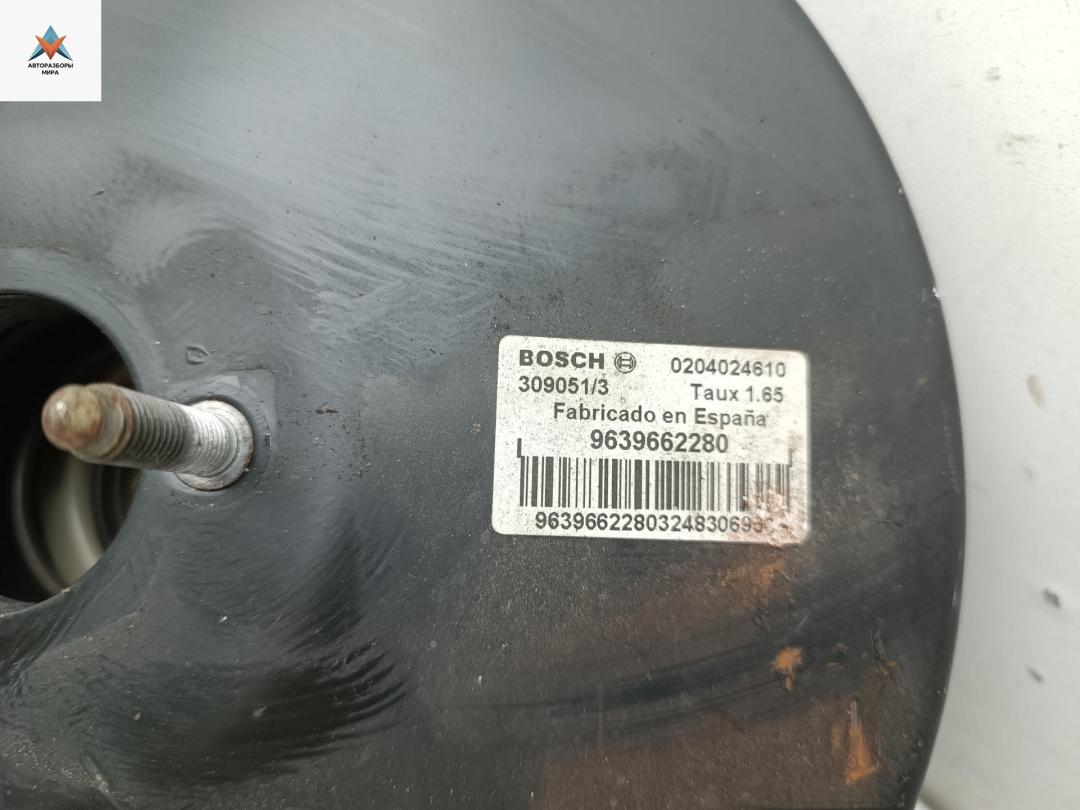 АВТОРАЗБОРЫ
МИРА
BOSCH 0204024610
309051/3 Taux 1.65
Fabricado en España
9639662280